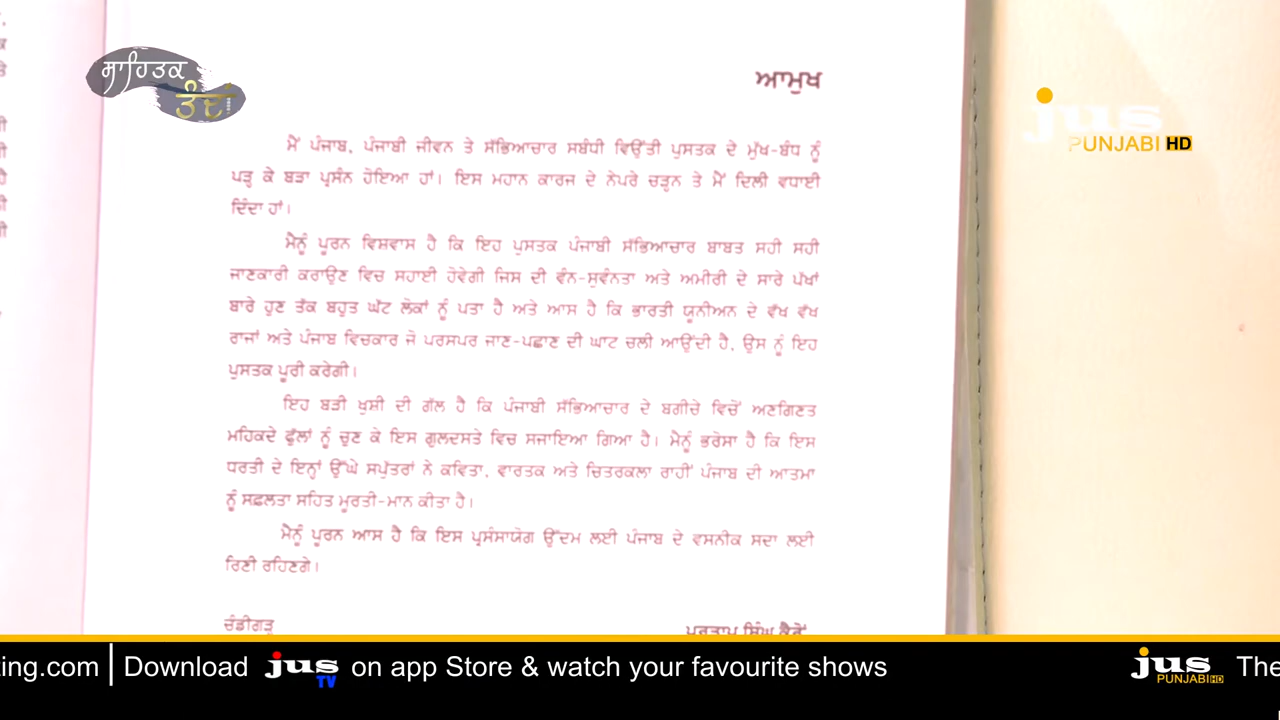 ਸਾਹਿਤਕ
ਤੰਦਾਂ
jus
PUNJABI HD
ਆਮੁਖ
ਮੈਂ ਪੰਜਾਬ, ਪੰਜਾਬੀ ਜੀਵਨ ਤੇ ਸੱਭਿਆਚਾਰ ਸਬੰਧੀ ਵਿਉਂਤੀ ਪੁਸਤਕ ਦੇ ਮੁੱਖ-ਬੰਧ ਨੂੰ
ਪੜ੍ਹ ਕੇ ਬੜਾ ਪ੍ਰਸੰਨ ਹੋਇਆ ਹਾਂ। ਇਸ ਮਹਾਨ ਕਾਰਜ ਦੇ ਨੇਪਰੇ ਚੜ੍ਹਨ ਤੇ ਮੈਂ ਦਿਲੀ ਵਧਾਈ
ਦਿੰਦਾ ਹਾਂ।
ਮੈਨੂੰ ਪੂਰਨ ਵਿਸ਼ਵਾਸ ਹੈ ਕਿ ਇਹ ਪੁਸਤਕ ਪੰਜਾਬੀ ਸੱਭਿਆਚਾਰ ਬਾਬਤ ਸਹੀ ਸਹੀ
ਜਾਣਕਾਰੀ ਕਰਾਉਣ ਵਿਚ ਸਹਾਈ ਹੋਵੇਗੀ ਜਿਸ ਦੀ ਵੰਨ-ਸੁਵੰਨਤਾ ਅਤੇ ਅਮੀਰੀ ਦੇ ਸਾਰੇ ਪੱਖਾਂ
ਬਾਰੇ ਹੁਣ ਤੱਕ ਬਹੁਤ ਘੱਟ ਲੋਕਾਂ ਨੂੰ ਪਤਾ ਹੈ ਅਤੇ ਆਸ ਹੈ ਕਿ ਭਾਰਤੀ ਯੂਨੀਅਨ ਦੇ ਵੱਖ ਵੱਖ
ਰਾਜਾਂ ਅਤੇ ਪੰਜਾਬ ਵਿਚਕਾਰ ਜੋ ਪਰਸਪਰ ਜਾਣ-ਪਛਾਣ ਦੀ ਘਾਟ ਚਲੀ ਆਉਂਦੀ ਹੈ, ਉਸ ਨੂੰ ਇਹ
ਪੁਸਤਕ ਪੂਰੀ ਕਰੇਗੀ।
ਇਹ ਬੜੀ ਖੁਸ਼ੀ ਦੀ ਗੱਲ ਹੈ ਕਿ ਪੰਜਾਬੀ ਸੱਭਿਆਚਾਰ ਦੇ ਬਗੀਚੇ ਵਿਚੋਂ ਅਣਗਿਣਤ
ਮਹਿਕਦੇ ਫੁੱਲਾਂ ਨੂੰ ਚੁਣ ਕੇ ਇਸ ਗੁਲਦਸਤੇ ਵਿਚ ਸਜਾਇਆ ਗਿਆ ਹੈ। ਮੈਨੂੰ ਭਰੋਸਾ ਹੈ ਕਿ ਇਸ
ਧਰਤੀ ਦੇ ਇਨ੍ਹਾਂ ਉੱਘੇ ਸਪੁੱਤਰਾਂ ਨੇ ਕਵਿਤਾ, ਵਾਰਤਕ ਅਤੇ ਚਿਤਰਕਲਾ ਰਾਹੀਂ ਪੰਜਾਬ ਦੀ ਆਤਮਾ
ਨੂੰ ਸਫ਼ਲਤਾ ਸਹਿਤ ਮੂਰਤੀ-ਮਾਨ ਕੀਤਾ ਹੈ।
ਮੈਨੂੰ ਪੂਰਨ ਆਸ ਹੈ ਕਿ ਇਸ ਪ੍ਰਸੰਸਾਯੋਗ ਉੱਦਮ ਲਈ ਪੰਜਾਬ ਦੇ ਵਸਨੀਕ ਸਦਾ ਲਈ
ਰਿਣੀ ਰਹਿਣਗੇ।
ਚੰਡੀਗੜ੍ਹ ਪਰਤਾਪ ਸਿੰਘ ਕੈਰੋਂ
ing.com | Download jus TV on app Store & watch your favourite shows jus PUNJABI HD The